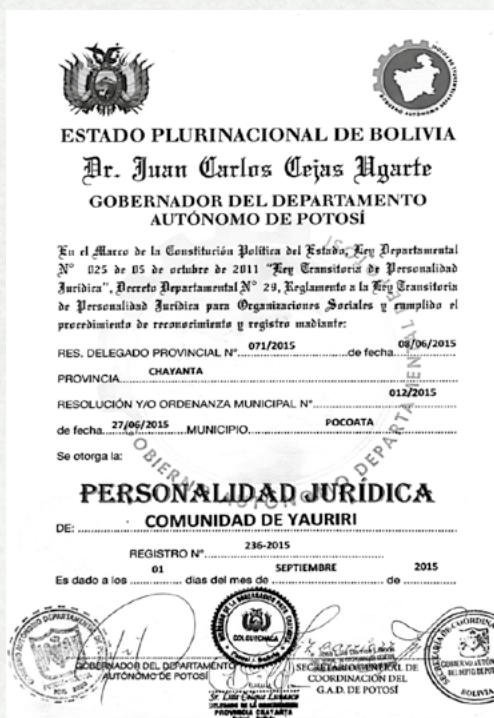 ESTADO PLURINACIONAL DE BOLIVIA
Dr. Juan Carlos Cejas Ugarte
GOBERNADOR DEL DEPARTAMENTO
AUTÓNOMO DE POTOSÍ
En el Marco de la Constitución Política del Estado, Ley Departamental
N° 025 de 05 de octubre de 2011 "Ley Transitoria de Personalidad
Jurídica", Decreto Departamental N° 29, Reglamento a la Ley Transitoria
de Personalidad Jurídica para Organizaciones Sociales y cumplido el
procedimiento de reconocimiento y registro madiante:
RES. DELEGADO PROVINCIAL N°. 071/2015 de fecha 08/06/2015
PROVINCIA CHAYANTA
RESOLUCIÓN Y/O ORDENANZA MUNICIPAL N° 012/2015
de fecha 27/06/2015 MUNICIPIO POCOATA
Se otorga la:
PERSONALIDAD JURÍDICA
DE: COMUNIDAD DE YAURIRI
REGISTRO N° 236-2015
Es dado a los 01 días del mes de SEPTIEMBRE de 2015
COLQUECHACA
GOBERNADOR DEL DEPARTAMENTO
AUTÓNOMO DE POTOSÍ
SECRETARIO GENERAL DE
COORDINACIÓN DEL
G.A.D. DE POTOSÍ
PROVINCIA CHAYANTA